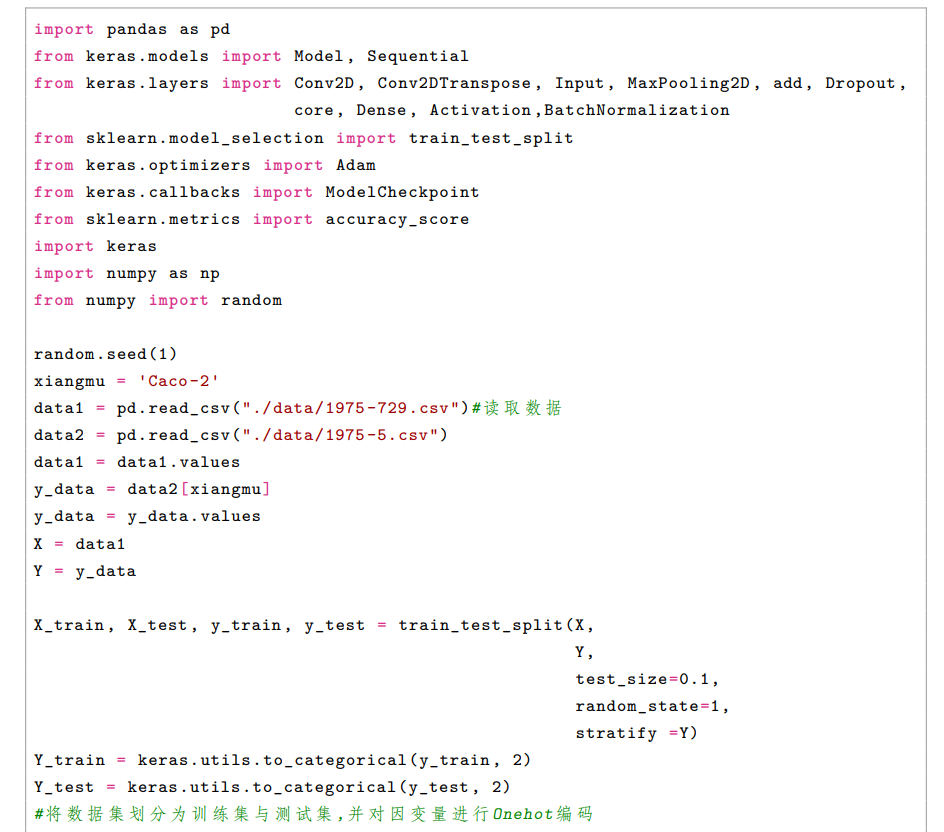 import pandas as pd
from keras.models import Model, Sequential
from keras.layers import Conv2D, Conv2DTranspose, Input, MaxPooling2D, add, Dropout,
                         core, Dense, Activation,BatchNormalization
from sklearn.model_selection import train_test_split
from keras.optimizers import Adam
from keras.callbacks import ModelCheckpoint
from sklearn.metrics import accuracy_score
import keras
import numpy as np
from numpy import random

random.seed(1)
xiangmu = 'Caco-2'
data1 = pd.read_csv("./data/1975-729.csv")#读取数据
data2 = pd.read_csv("./data/1975-5.csv")
data1 = data1.values
y_data = data2[xiangmu]
y_data = y_data.values
X = data1
Y = y_data

X_train, X_test, y_train, y_test = train_test_split(X,
                                                    Y,
                                                    test_size=0.1,
                                                    random_state=1,
                                                    stratify =Y)
Y_train = keras.utils.to_categorical(y_train, 2)
Y_test = keras.utils.to_categorical(y_test, 2)
#将数据集划分为训练集与测试集,并对因变量进行Onehot编码